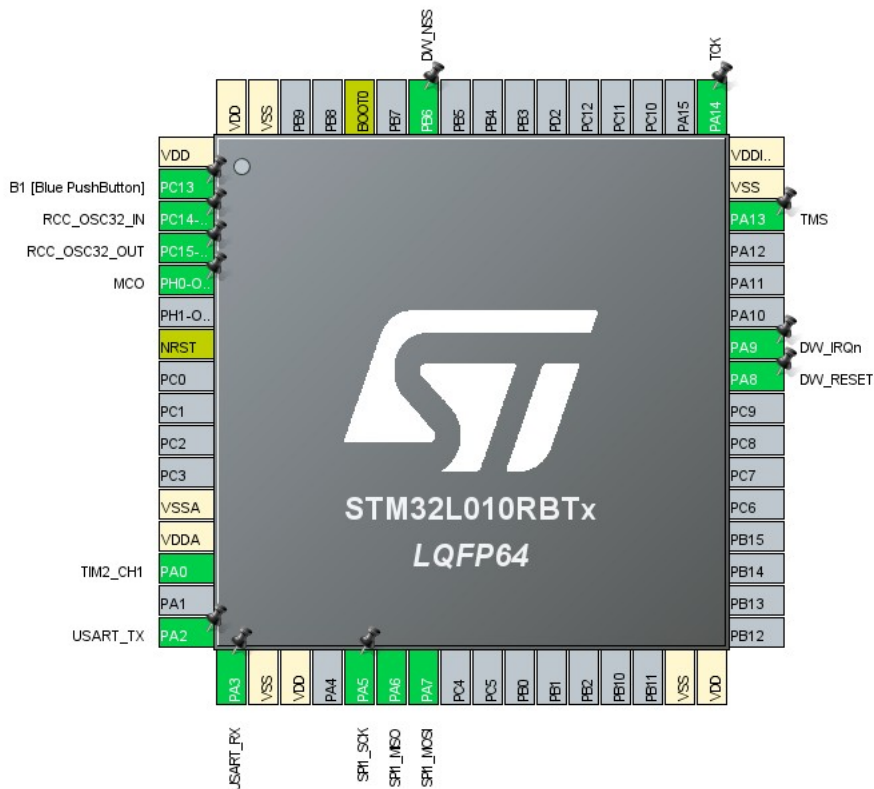 DW_NSS
TCK
VDD
VSS
PB9
PB8
BOOT0
PB7
PB6
PB5
PB4
PB3
PD2
PC12
PC11
PC10
PA15
PA14
VDD
B1 [Blue PushButton]
PC13
RCC_OSC32_IN
PC14-..
RCC_OSC32_OUT
PC15-..
MCO
PH0-O..
PH1-O..
NRST
PC0
PC1
PC2
PC3
VSSA
VDDA
TIM2_CH1
PA0
PA1
USART_TX
PA2
VDDI..
VSS
PA13
TMS
PA12
PA11
PA10
PA9
DW_IRQn
PA8
DW_RESET
PC9
PC8
PC7
PC6
PB15
PB14
PB13
PB12
ST
STM32L010RBTx
LQFP64
PA3
VSS
VDD
PA4
PA5
PA6
PA7
PC4
PC5
PB0
PB1
PB2
PB10
PB11
VSS
VDD
USART_RX
SPI1_SCK
SPI1_MISO
SPI1_MOSI